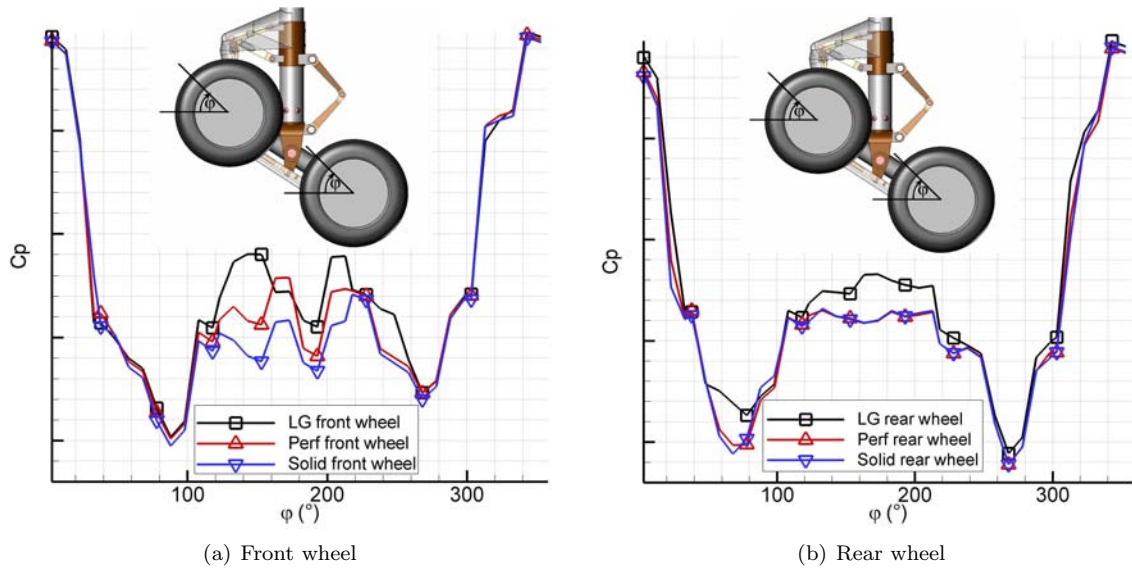 φ
φ
Cp
LG front wheel
Perf front wheel
Solid front wheel
100
200
300
φ (°)
(a) Front wheel
φ
φ
Cp
LG rear wheel
Perf rear wheel
Solid rear wheel
100
200
300
φ (°)
(b) Rear wheel